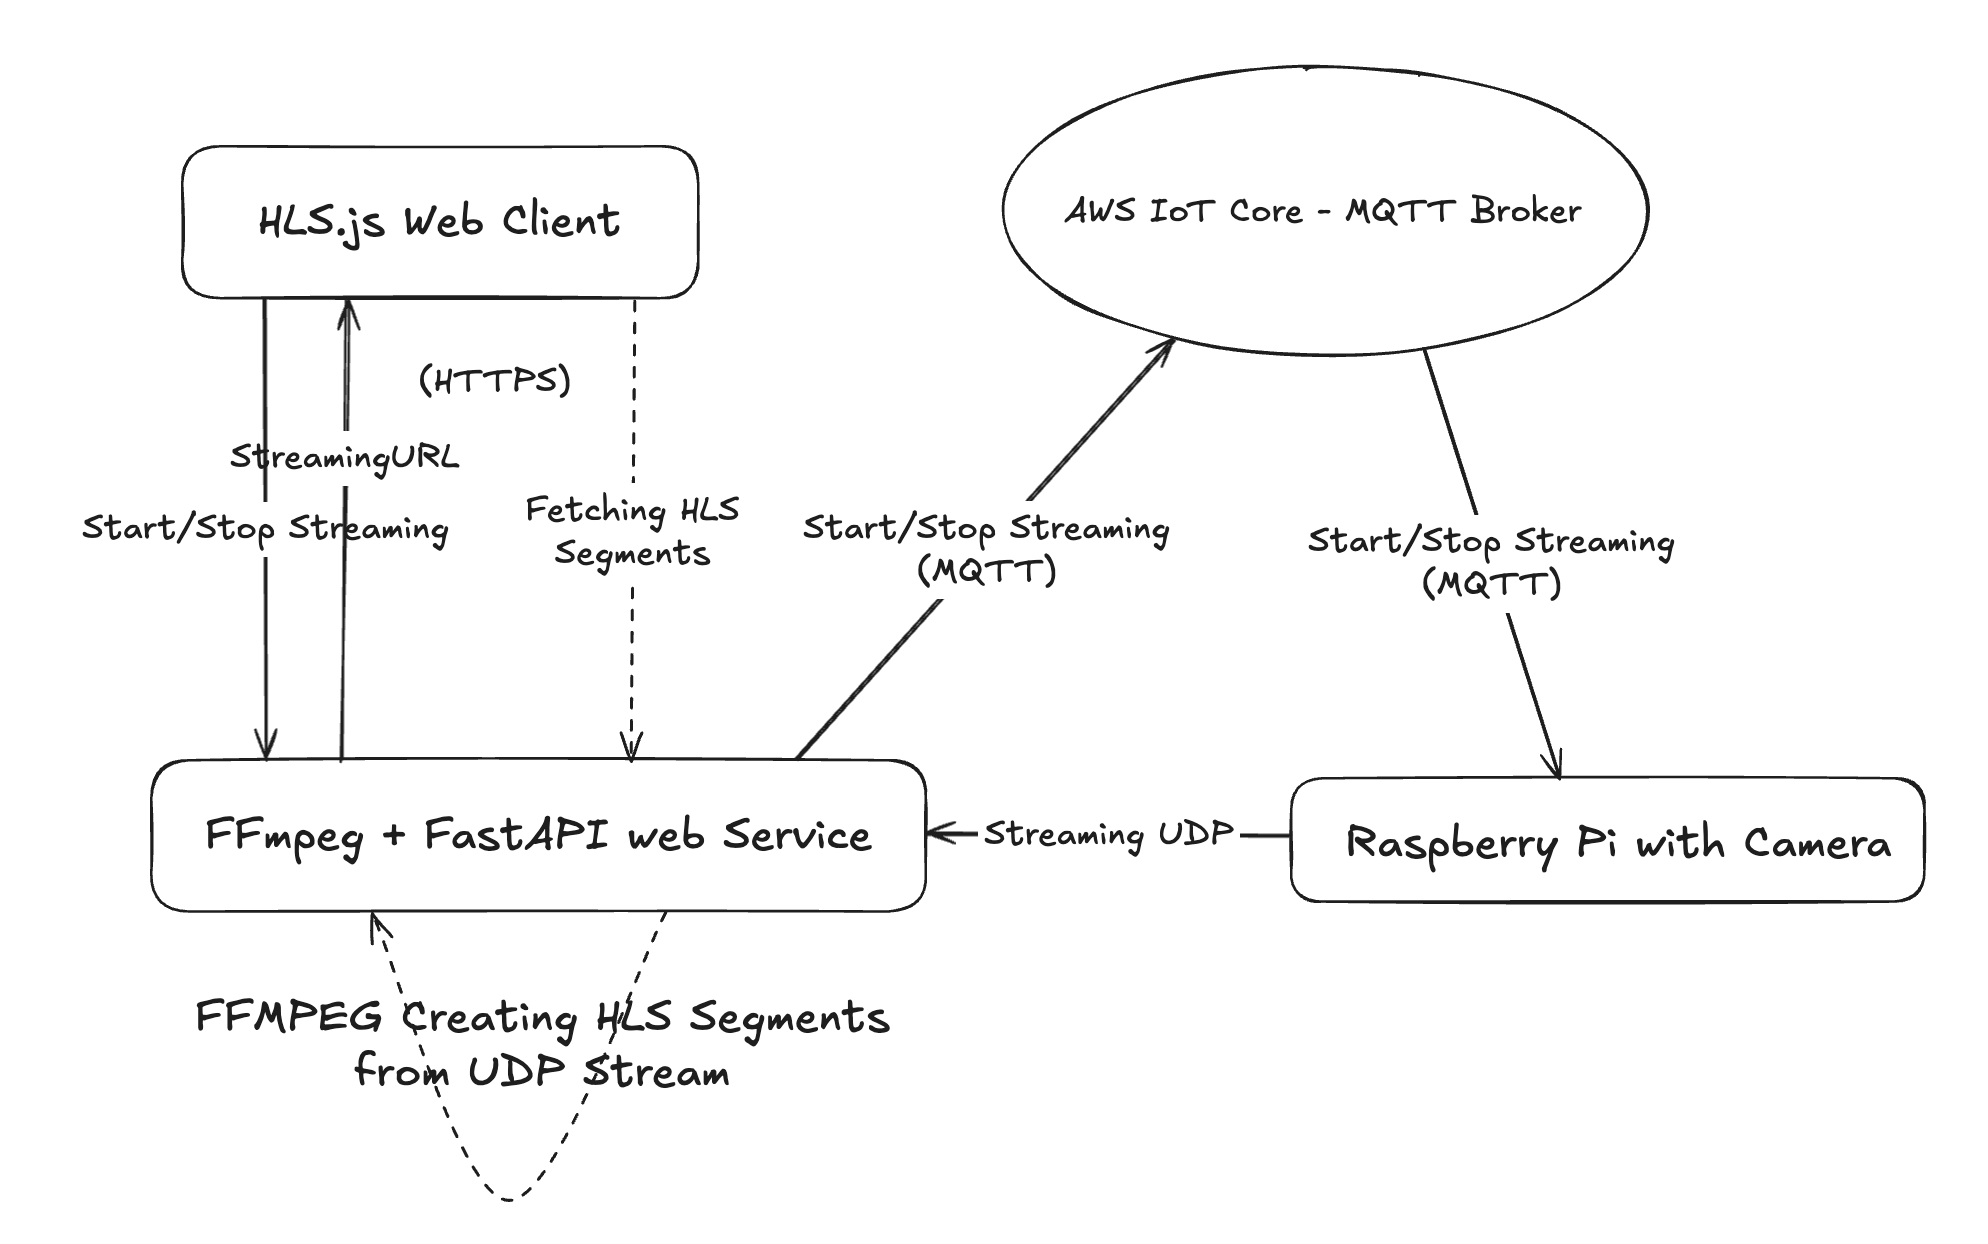 HLS.js Web Client
AWS IoT Core - MQTT Broker
(HTTPS)
StreamingURL
Start/Stop Streaming
Fetching HLS
Segments
Start/Stop Streaming
(MQTT)
Start/Stop Streaming
(MQTT)
FFmpeg + FastAPI web Service
Streaming UDP
Raspberry Pi with Camera
FFMPEG Creating HLS Segments
from UDP Stream